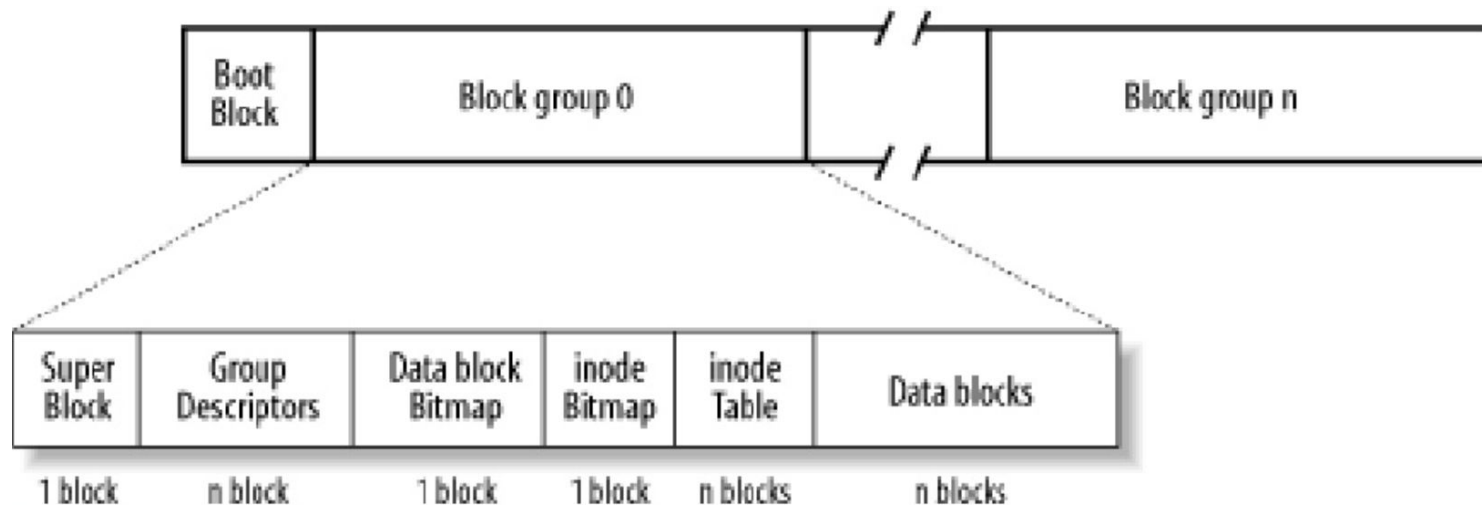 Boot
Block
Block group 0
Block group n
Super
Block
Group
Descriptors
Data block
Bitmap
inode
Bitmap
inode
Table
Data blocks
1 block
n block
1 block
1 block
n blocks
n blocks